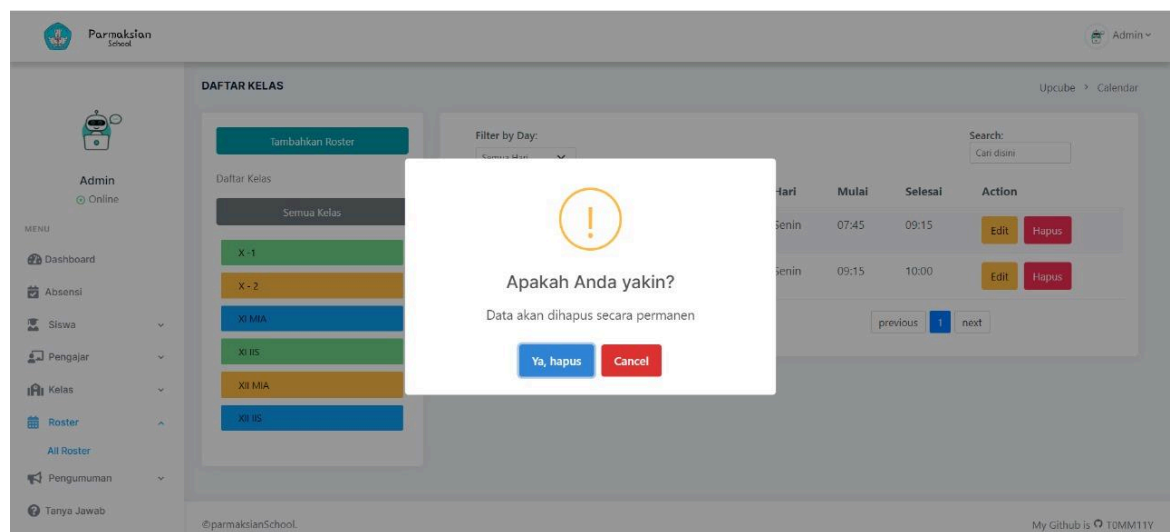 Parmaksian
School
Admin
DAFTAR KELAS
Upcube > Calendar
Admin
Online
MENU
Dashboard
Absensi
Siswa
Pengajar
Kelas
Roster
All Roster
Pengumuman
Tanya Jawab
Tambahkan Roster
Daftar Kelas
Semua Kelas
X -1
X - 2
XI MIA
XI IIS
XII MIA
XII IIS
Filter by Day:
Semua Hari
Search:
Cari disini
Hari Mulai Selesai Action
Senin 07:45 09:15 Edit Hapus
Senin 09:15 10:00 Edit Hapus
previous 1 next
!
Apakah Anda yakin?
Data akan dihapus secara permanen
Ya, hapus Cancel
©parmaksianSchool.
My Github is T0MM11Y